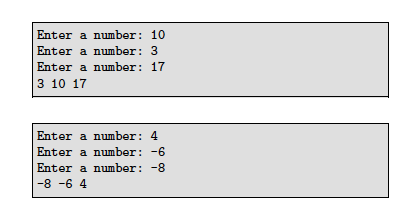 Enter a number: 10
Enter a number: 3
Enter a number: 17
3 10 17
Enter a number: 4
Enter a number: -6
Enter a number: -8
-8 -6 4